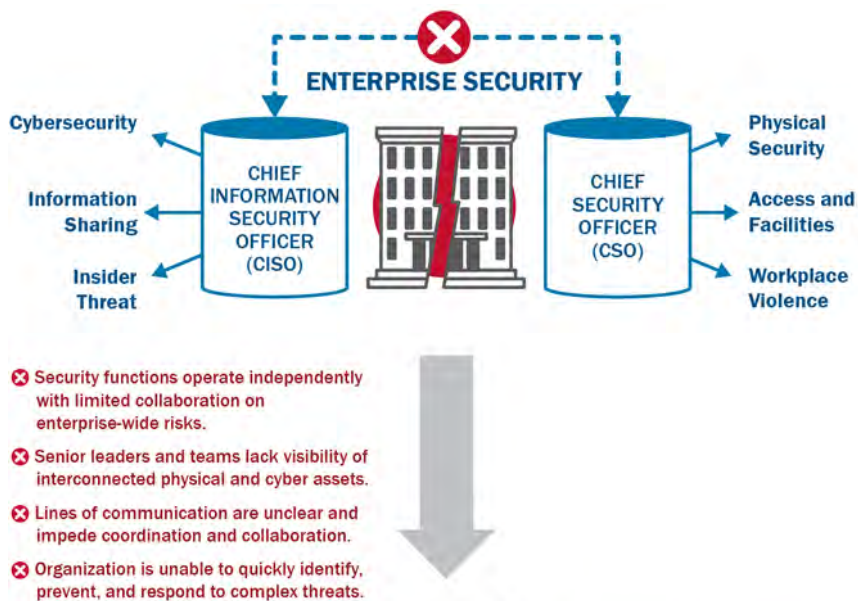 ENTERPRISE SECURITY
Cybersecurity
Information
Sharing
Insider
Threat
CHIEF
INFORMATION
SECURITY
OFFICER
(CISO)
CHIEF
SECURITY
OFFICER
(CSO)
Physical
Security
Access and
Facilities
Workplace
Violence
Security functions operate independently
with limited collaboration on
enterprise-wide risks.
Senior leaders and teams lack visibility of
interconnected physical and cyber assets.
Lines of communication are unclear and
impede coordination and collaboration.
Organization is unable to quickly identify,
prevent, and respond to complex threats.